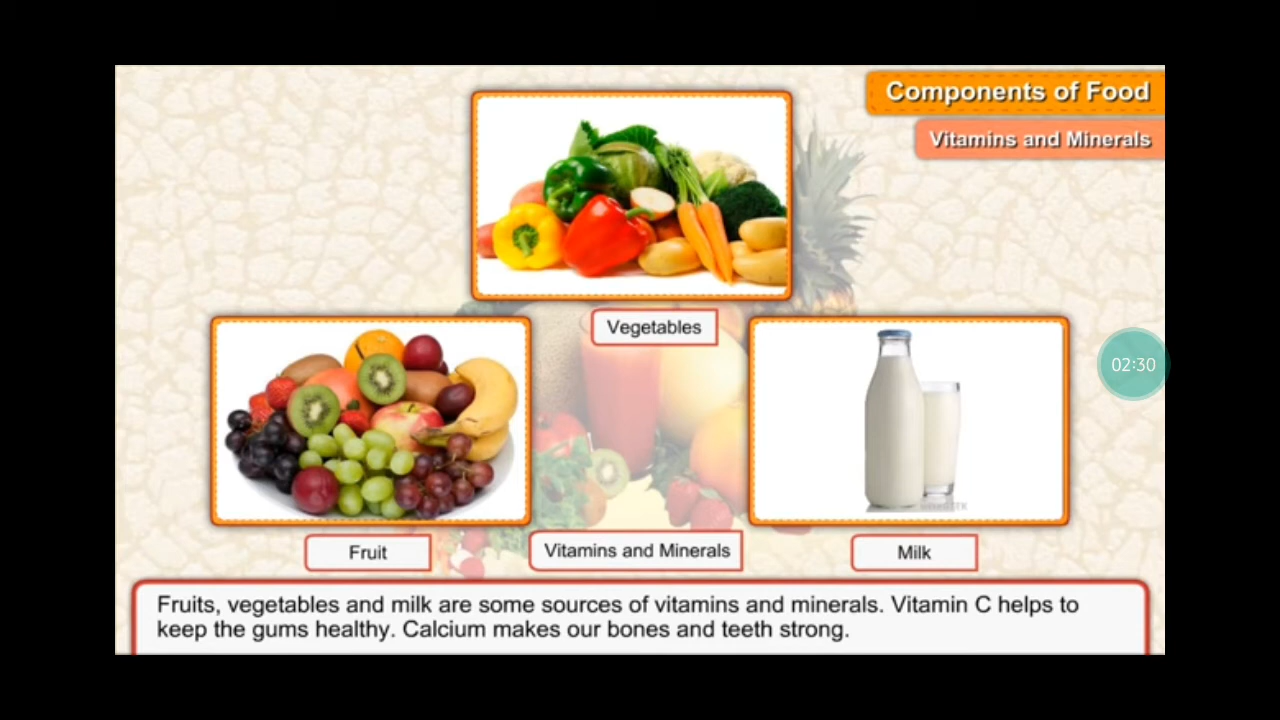 Components of Food
Vitamins and Minerals
Vegetables
02:30
Fruit
Vitamins and Minerals
Milk
Fruits, vegetables and milk are some sources of vitamins and minerals. Vitamin C helps to
keep the gums healthy. Calcium makes our bones and teeth strong.